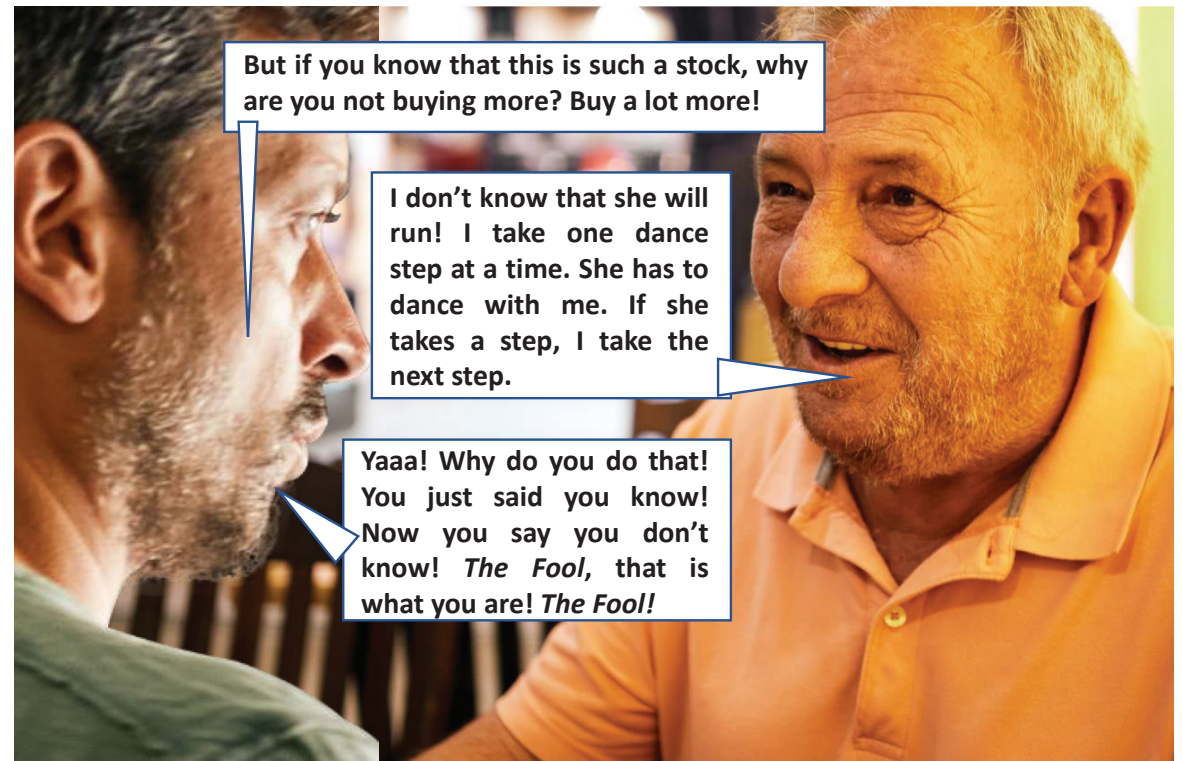 But if you know that this is such a stock, why
are you not buying more? Buy a lot more!
I don’t know that she will
run! I take one dance
step at a time. She has to
dance with me. If she
takes a step, I take the
next step.
Yaaa! Why do you do that!
You just said you know!
Now you say you don’t
know! The Fool, that is
what you are! The Fool!